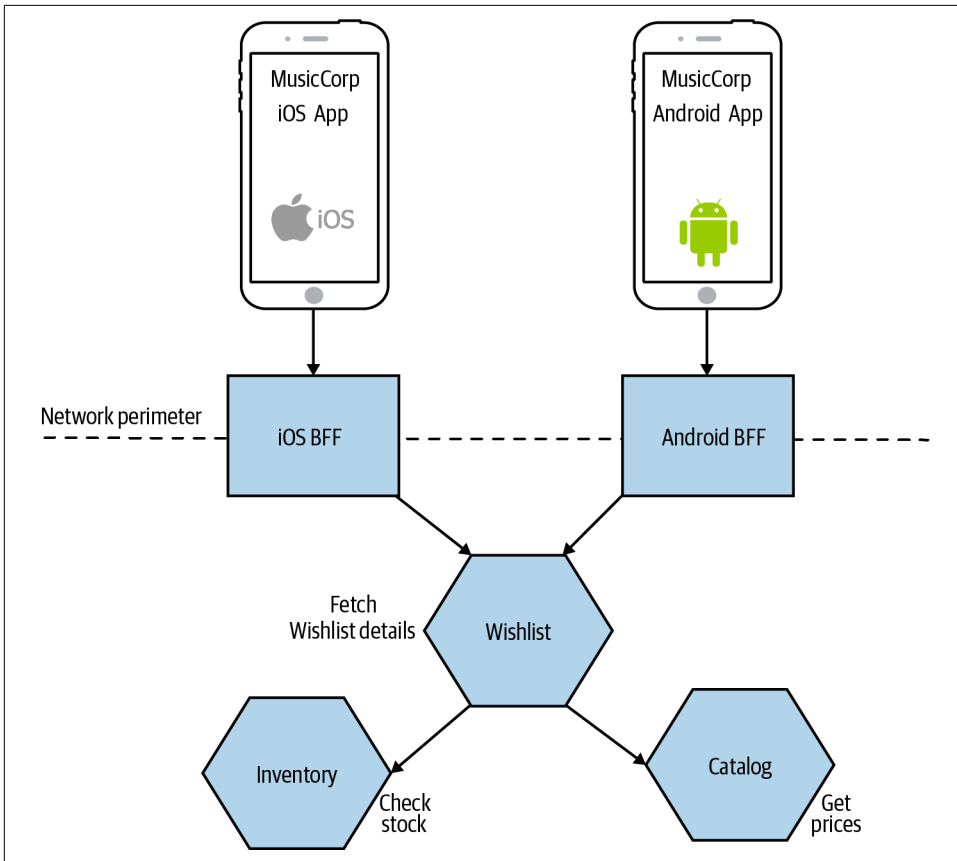 MusicCorp
iOS App
iOS
MusicCorp
Android App
Network perimeter
iOS BFF
Android BFF
Fetch
Wishlist details
Wishlist
Inventory
Check
stock
Catalog
Get
prices